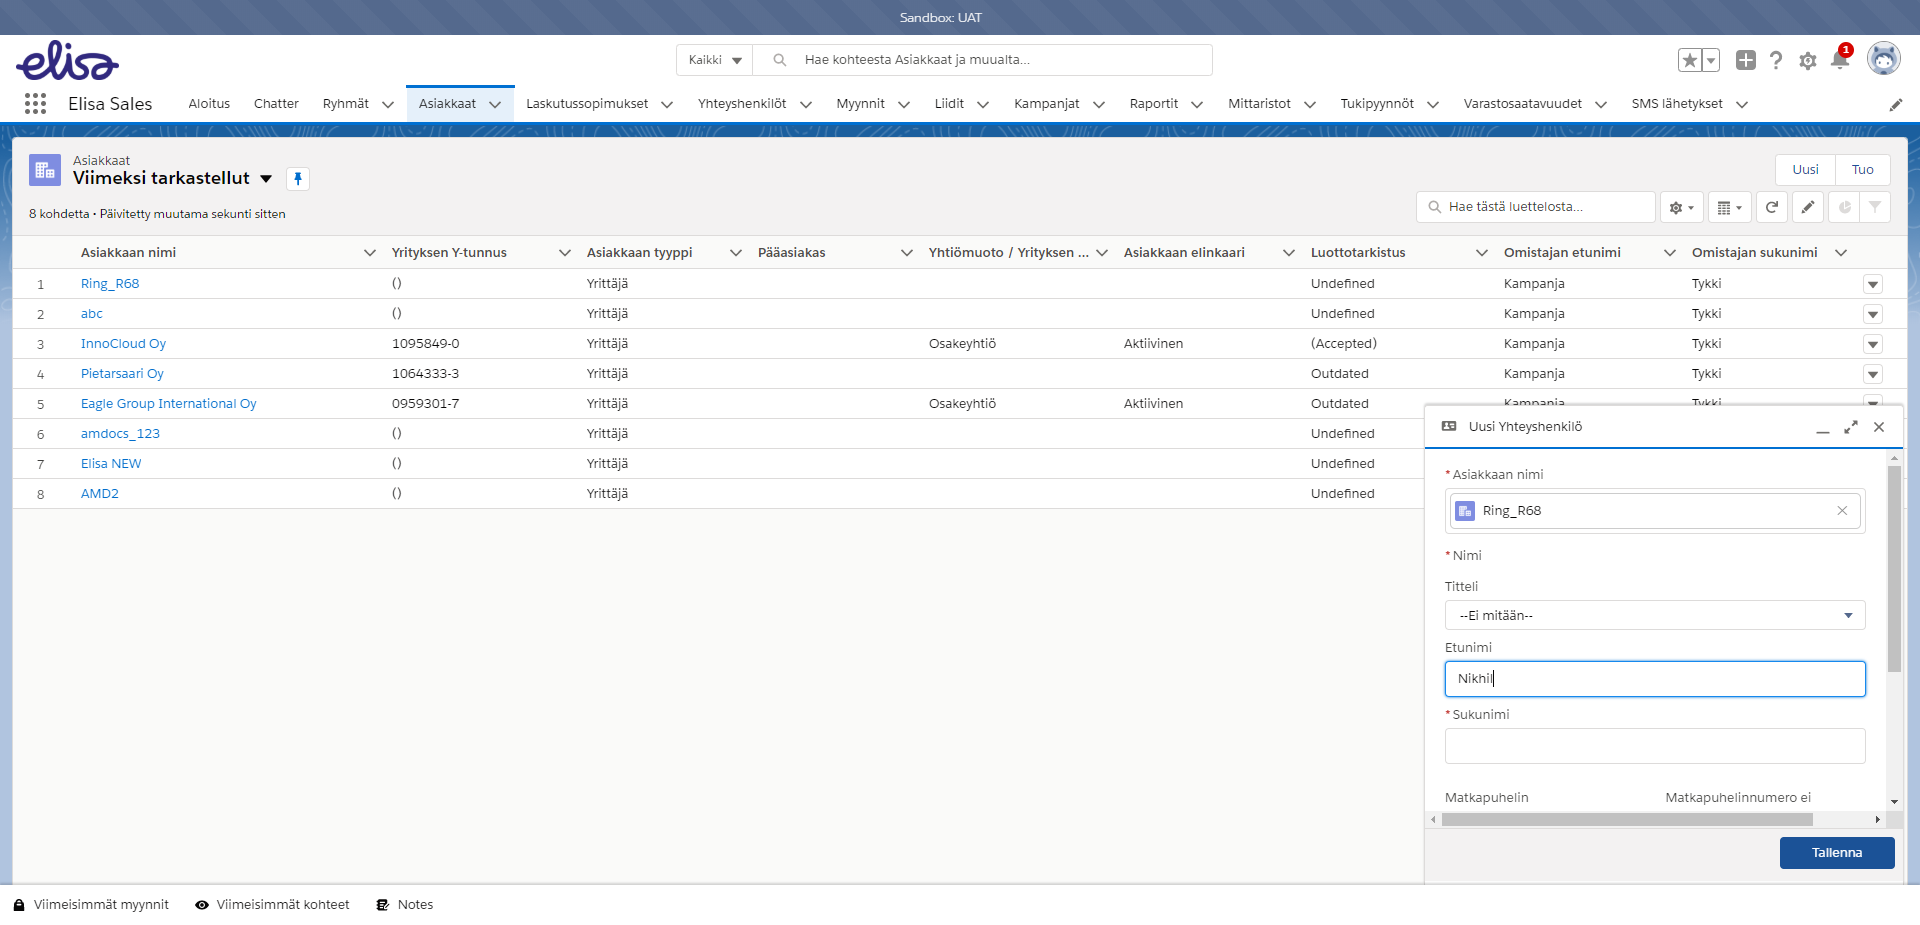 Sandbox: UAT
elisa
Kaikki
Hae kohteesta Asiakkaat ja muualta...
1
Elisa Sales
Aloitus
Chatter
Ryhmät
Asiakkaat
Laskutussopimukset
Yhteyshenkilöt
Myynnit
Liidit
Kampanjat
Raportit
Mittaristot
Tukipyynnöt
Varastosaatavuudet
SMS lähetykset
Asiakkaat
Viimeksi tarkastellut
Uusi
Tuo
8 kohdetta • Päivitetty muutama sekunti sitten
Hae tästä luettelosta...
Asiakkaan nimi Yrityksen Y-tunnus Asiakkaan tyyppi Pääasiakas Yhtiömuoto / Yrityksen ... Asiakkaan elinkaari Luottotarkistus Omistajan etunimi Omistajan sukunimi
1 Ring_R68 () Yrittäjä Undefined Kampanja Tykki
2 abc () Yrittäjä Undefined Kampanja Tykki
3 InnoCloud Oy 1095849-0 Yrittäjä Osakeyhtiö Aktiivinen (Accepted) Kampanja Tykki
4 Pietarsaari Oy 1064333-3 Yrittäjä Outdated Kampanja Tykki
5 Eagle Group International Oy 0959301-7 Yrittäjä Osakeyhtiö Aktiivinen Outdated Kampanja Tykki
6 amdocs_123 () Yrittäjä Undefined
7 Elisa NEW () Yrittäjä Undefined
8 AMD2 () Yrittäjä Undefined
Uusi Yhteyshenkilö
*Asiakkaan nimi
Ring_R68
*Nimi
Titteli
--Ei mitään--
Etunimi
Nikhil
*Sukunimi
Matkapuhelin
Matkapuhelinnumero ei
Tallenna
Viimeisimmät myynnit
Viimeisimmät kohteet
Notes